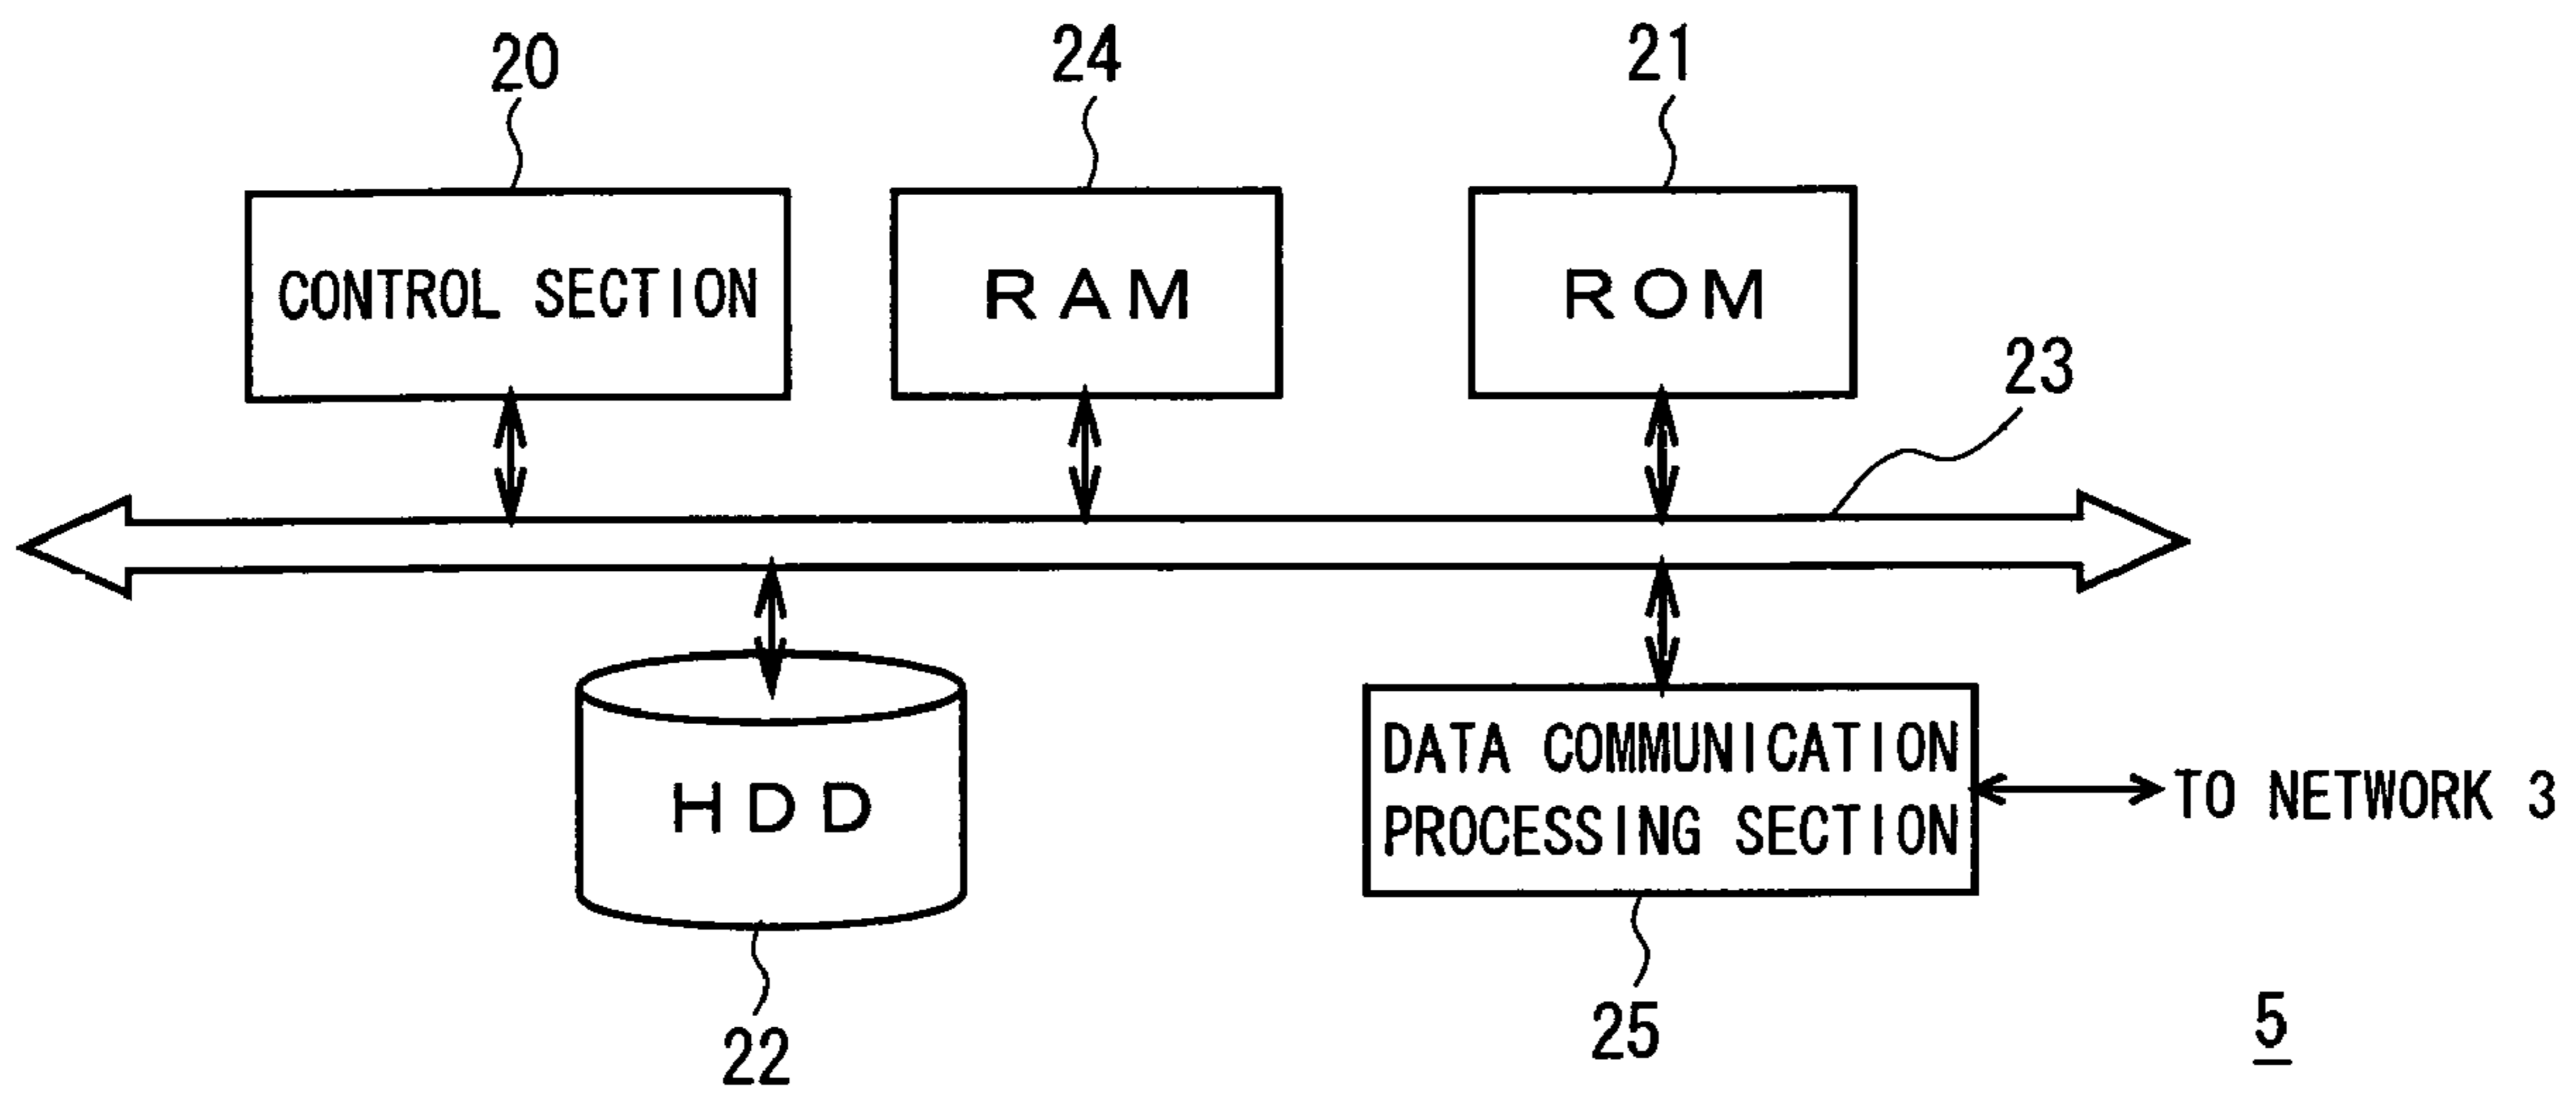 20
24
21
CONTROL SECTION
RAM
ROM
23
HDD
DATA COMMUNICATION
PROCESSING SECTION
TO NETWORK 3
22
25
5